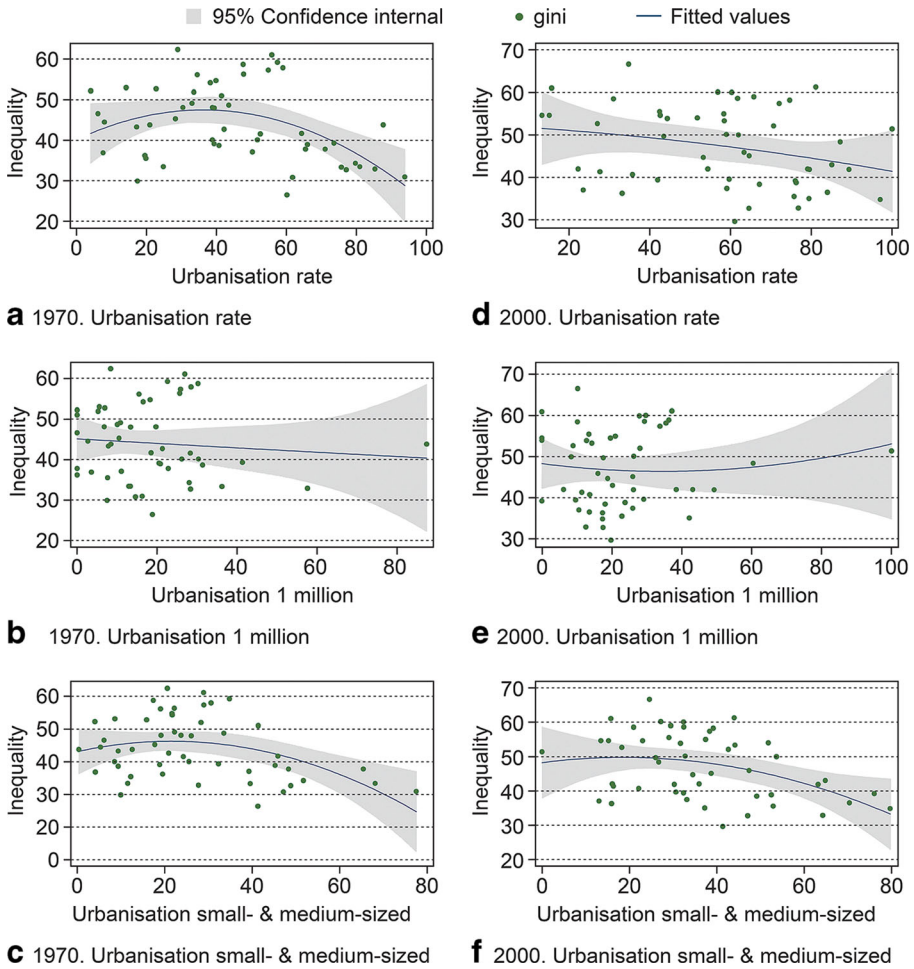 95% Confidence internal gini Fitted values
Inequality
60
50
40
30
20
0 20 40 60 80 100
Urbanisation rate
a 1970. Urbanisation rate
Inequality
70
60
50
40
30
20 40 60 80 100
Urbanisation rate
d 2000. Urbanisation rate
Inequality
60
50
40
30
20
0 20 40 60 80
Urbanisation 1 million
b 1970. Urbanisation 1 million
Inequality
70
60
50
40
30
0 20 40 60 80 100
Urbanisation 1 million
e 2000. Urbanisation 1 million
Inequality
60
50
40
30
20
0
0 20 40 60 80
Urbanisation small- & medium-sized
c 1970. Urbanisation small- & medium-sized
Inequality
70
60
50
40
30
20
0 20 40 60 80
Urbanisation small- & medium-sized
f 2000. Urbanisation small- & medium-sized